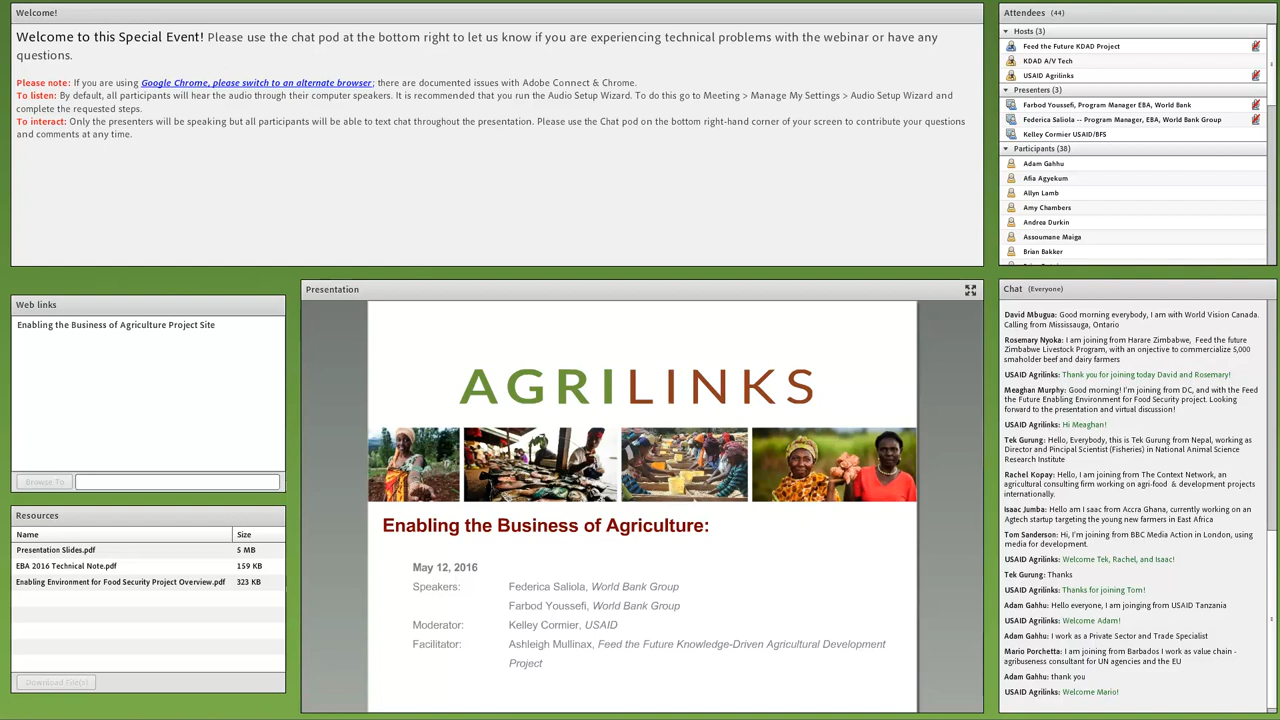 Welcome!
Welcome to this Special Event! Please use the chat pod at the bottom right to let us know if you are experiencing technical problems with the webinar or have any
questions.
Please note: If you are using Google Chrome, please switch to an alternate browser; there are documented issues with Adobe Connect & Chrome.
To listen: By default, all participants will hear the audio through their computer speakers. It is recommended that you run the Audio Setup Wizard. To do this go to Meeting > Manage My Settings > Audio Setup Wizard and
complete the requested steps.
To interact: Only the presenters will be speaking but all participants will be able to text chat throughout the presentation. Please use the Chat pod on the bottom right-hand corner of your screen to contribute your questions
and comments at any time.
Attendees (44)
Hosts (3)
Feed the Future KDAD Project
KDAD A/V Tech
USAID Agrilinks
Presenters (3)
Farbod Youssefi, Program Manager EBA, World Bank
Federica Saliola -- Program Manager, EBA, World Bank Group
Kelley Cormier USAID/BFS
Participants (38)
Adam Gahhu
Afia Agyekum
Allyn Lamb
Amy Chambers
Andrea Durkin
Assoumane Maiga
Brian Bakker
Web links
Enabling the Business of Agriculture Project Site
Browse To
Resources
Name Size
Presentation Slides.pdf 5 MB
EBA 2016 Technical Note.pdf 159 KB
Enabling Environment for Food Security Project Overview.pdf 323 KB
Download File(s)
Presentation
AGRILINKS
Enabling the Business of Agriculture:
May 12, 2016
Speakers: Federica Saliola, World Bank Group
Farbod Youssefi, World Bank Group
Moderator: Kelley Cormier, USAID
Facilitator: Ashleigh Mullinax, Feed the Future Knowledge-Driven Agricultural Development
Project
Chat (Everyone)
David Mbugua: Good morning everybody, I am with World Vision Canada.
Calling from Mississauga, Ontario
Rosemary Nyoka: I am joining from Harare Zimbabwe, Feed the future
Zimbabwe Livestock Program, with an onjective to commercialize 5,000
smaholder beef and dairy farmers
USAID Agrilinks: Thank you for joining today David and Rosemary!
Meaghan Murphy: Good morning! I'm joining from DC, and with the Feed
the Future Enabling Environment for Food Security project. Looking
forward to the presentation and virtual discussion!
USAID Agrilinks: Hi Meaghan!
Tek Gurung: Hello, Everybody, this is Tek Gurung from Nepal, working as
Director and Pincipal Scientist (Fisheries) in National Animal Science
Research Institute
Rachel Kopay: Hello, I am joining from The Context Network, an
agricultural consulting firm working on agri-food & development projects
internationally.
Isaac Jumba: Hello am I saac from Accra Ghana, currently working on an
Agtech startup targeting the young new farmers in East Africa
Tom Sanderson: Hi, I'm joining from BBC Media Action in London, using
media for development.
USAID Agrilinks: Welcome Tek, Rachel, and Isaac!
Tek Gurung: Thanks
USAID Agrilinks: Thanks for joining Tom!
Adam Gahhu: Hello everyone, I am joinging from USAID Tanzania
USAID Agrilinks: Welcome Adam!
Adam Gahhu: I work as a Private Sector and Trade Specialist
Mario Porchetta: I am joining from Barbados I work as value chain -
agribuseness consultant for UN agencies and the EU
Adam Gahhu: thank you
USAID Agrilinks: Welcome Mario!